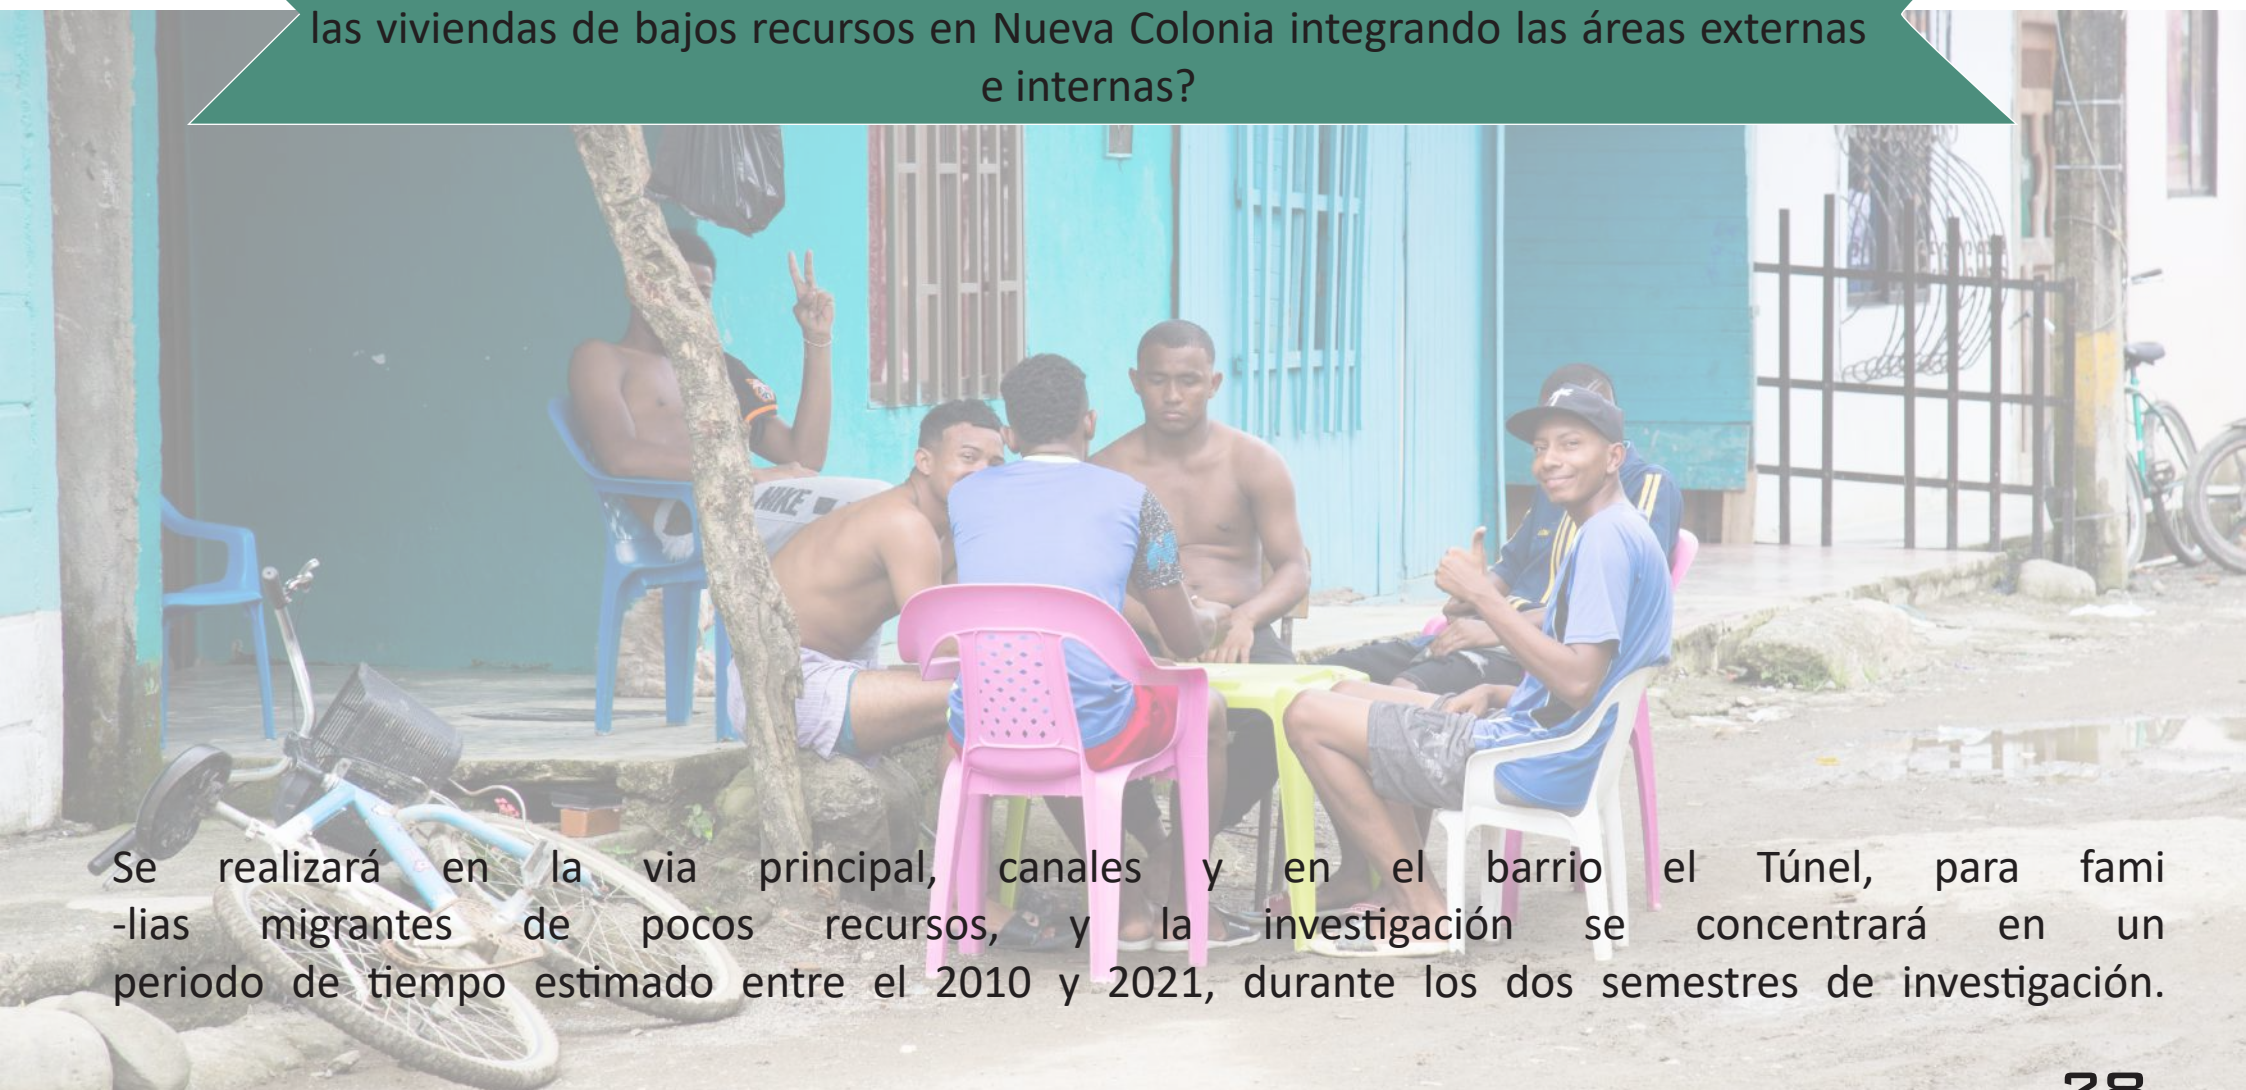 las viviendas de bajos recursos en Nueva Colonia integrando las áreas externas
e internas?
NIKE
Se realizará en la via principal, canales y en el barrio el Túnel, para fami
-lias migrantes de pocos recursos, y la investigación se concentrará en un
periodo de tiempo estimado entre el 2010 y 2021, durante los dos semestres de investigación.